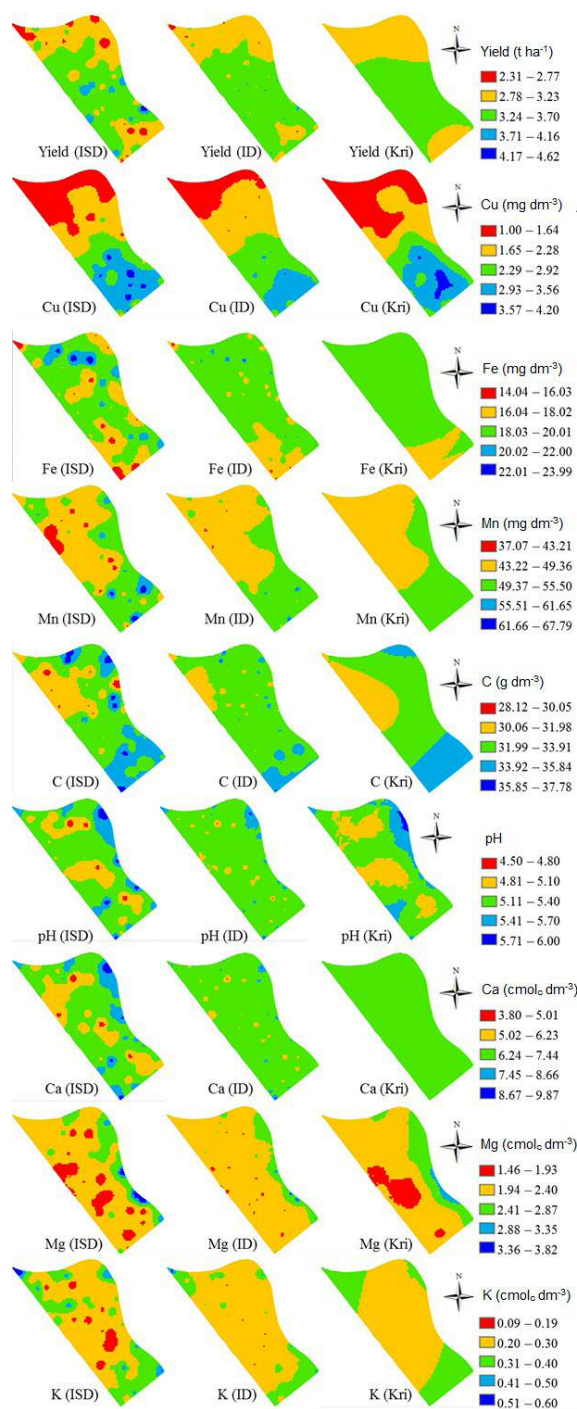 N
Yield (t ha-1)
2.31 – 2.77
2.78 – 3.23
3.24 – 3.70
3.71 – 4.16
4.17 – 4.62
Yield (ISD) Yield (ID) Yield (Kri)
N
Cu (mg dm-3)
1.00 – 1.64
1.65 – 2.28
2.29 – 2.92
2.93 – 3.56
3.57 – 4.20
Cu (ISD) Cu (ID) Cu (Kri)
N
Fe (mg dm-3)
14.04 – 16.03
16.04 – 18.02
18.03 – 20.01
20.02 – 22.00
22.01 – 23.99
Fe (ISD) Fe (ID) Fe (Kri)
N
Mn (mg dm-3)
37.07 – 43.21
43.22 – 49.36
49.37 – 55.50
55.51 – 61.65
61.66 – 67.79
Mn (ISD) Mn (ID) Mn (Kri)
N
C (g dm-3)
28.12 – 30.05
30.06 – 31.98
31.99 – 33.91
33.92 – 35.84
35.85 – 37.78
C (ISD) C (ID) C (Kri)
N
pH
4.50 – 4.80
4.81 – 5.10
5.11 – 5.40
5.41 – 5.70
5.71 – 6.00
pH (ISD) pH (ID) pH (Kri)
N
Ca (cmolc dm-3)
3.80 – 5.01
5.02 – 6.23
6.24 – 7.44
7.45 – 8.66
8.67 – 9.87
Ca (ISD) Ca (ID) Ca (Kri)
N
Mg (cmolc dm-3)
1.46 – 1.93
1.94 – 2.40
2.41 – 2.87
2.88 – 3.35
3.36 – 3.82
Mg (ISD) Mg (ID) Mg (Kri)
N
K (cmolc dm-3)
0.09 – 0.19
0.20 – 0.30
0.31 – 0.40
0.41 – 0.50
0.51 – 0.60
K (ISD) K (ID) K (Kri)